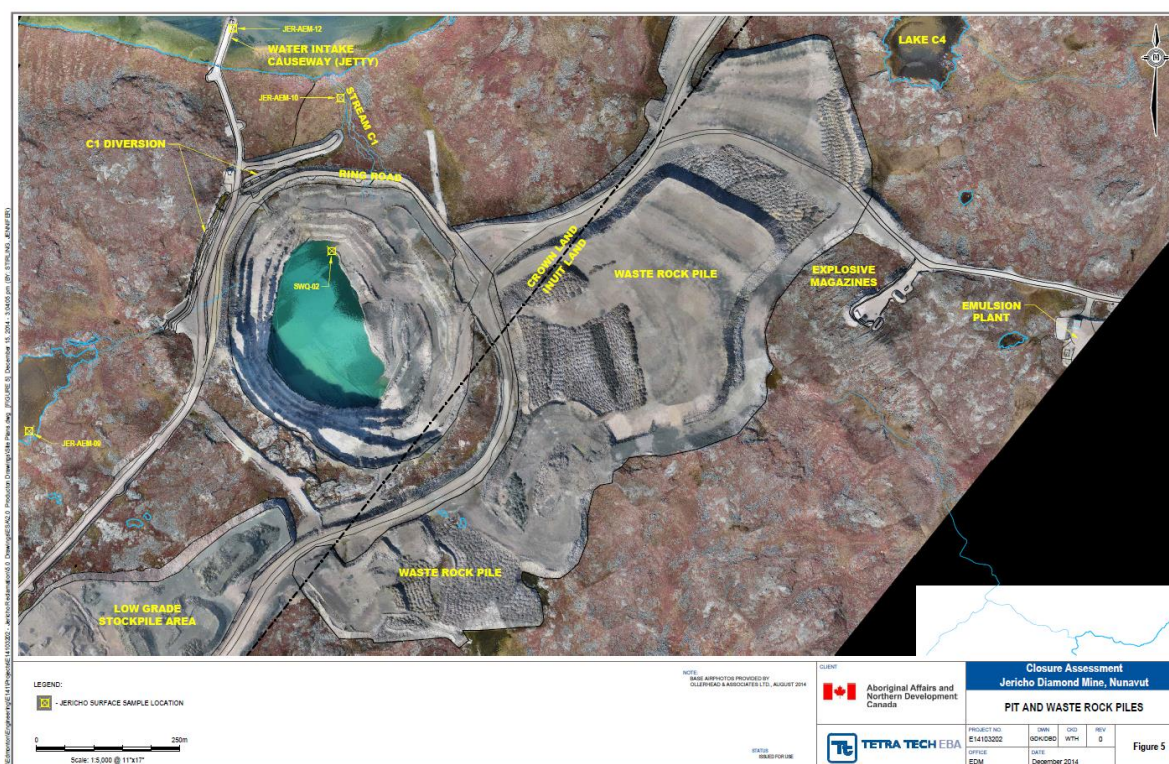 JER-AEM-12
WATER INTAKE
CAUSEWAY (JETTY)
LAKE C4
N
JER-AEM-10
STREAM C1
C1 DIVERSION
RING ROAD
SWQ-02
CROWN LAND
INUIT LAND
WASTE ROCK PILE
EXPLOSIVE
MAGAZINES
EMULSION
PLANT
JER-AEM-09
WASTE ROCK PILE
LOW GRADE
STOCKPILE AREA
LEGEND:
- JERICHO SURFACE SAMPLE LOCATION
0 250m
Scale: 1:5,000 @ 11"x17"
NOTE:
BASE AIRPHOTOS PROVIDED BY
OLLERHEAD & ASSOCIATES LTD., AUGUST 2014
STATUS
ISSUED FOR USE
CLIENT
Aboriginal Affairs and
Northern Development
Canada
Tt TETRA TECH EBA
Closure Assessment
Jericho Diamond Mine, Nunavut
PIT AND WASTE ROCK PILES
PROJECT NO. DWN CKD REV
E14103202 GDK/DBD WTH 0
OFFICE DATE
EDM December 2014
Figure 5